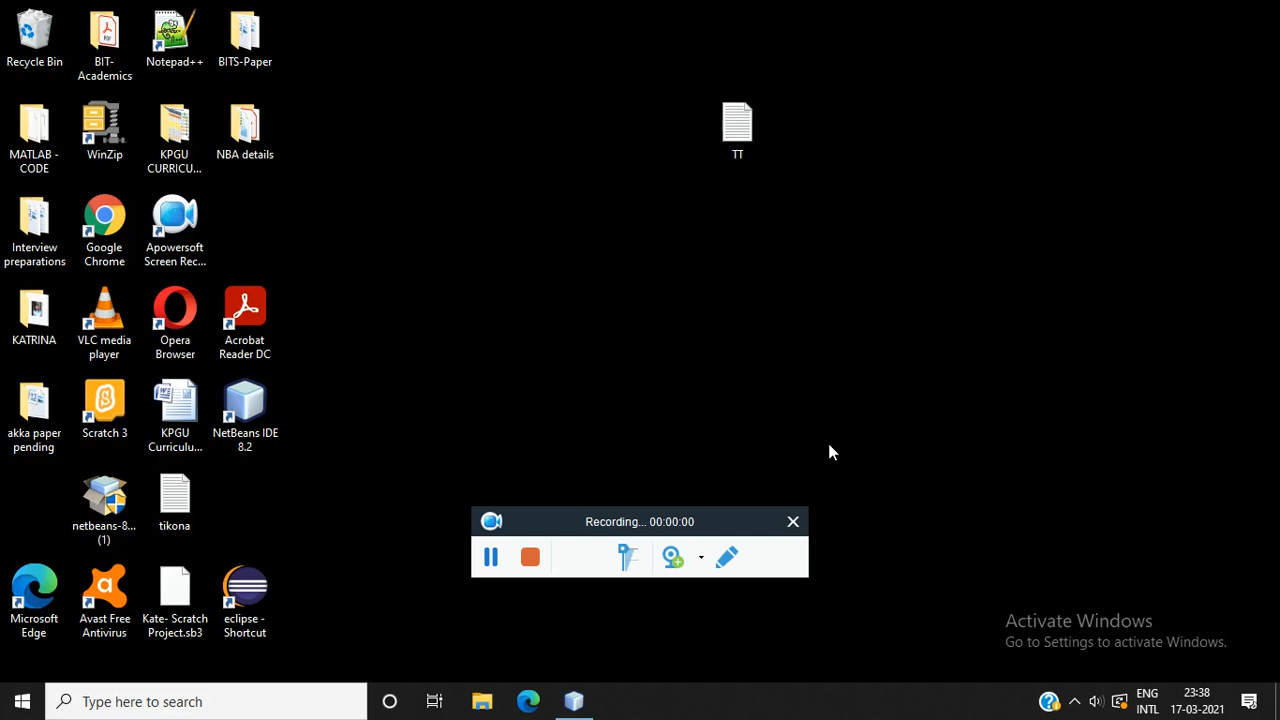 Recycle Bin
BIT-
Academics
Notepad++
BITS-Paper
MATLAB -
CODE
WinZip
KPGU
CURRICU...
NBA details
TT
Interview
preparations
Google
Chrome
Apowersoft
Screen Rec...
KATRINA
VLC media
player
Opera
Browser
Acrobat
Reader DC
akka paper
pending
Scratch 3
KPGU
Curriculu...
NetBeans IDE
8.2
netbeans-8...
(1)
tikona
Recording... 00:00:00
Microsoft
Edge
Avast Free
Antivirus
Kate- Scratch
Project.sb3
eclipse -
Shortcut
Activate Windows
Go to Settings to activate Windows.
Type here to search
ENG
INTL
23:38
17-03-2021